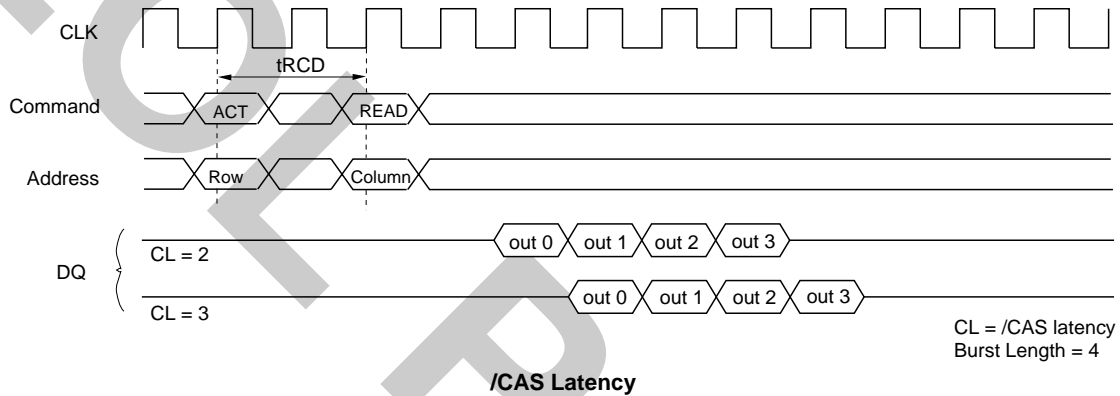 CLK
tRCD
Command ACT READ
Address Row Column
CL = 2 out 0 out 1 out 2 out 3
DQ
CL = 3 out 0 out 1 out 2 out 3
CL = /CAS latency
Burst Length = 4
/CAS Latency